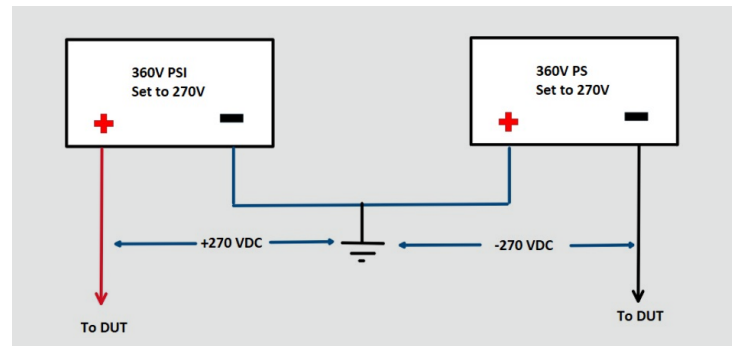 360V PSI
Set to 270V
360V PS
Set to 270V
+270 VDC
-270 VDC
To DUT
To DUT